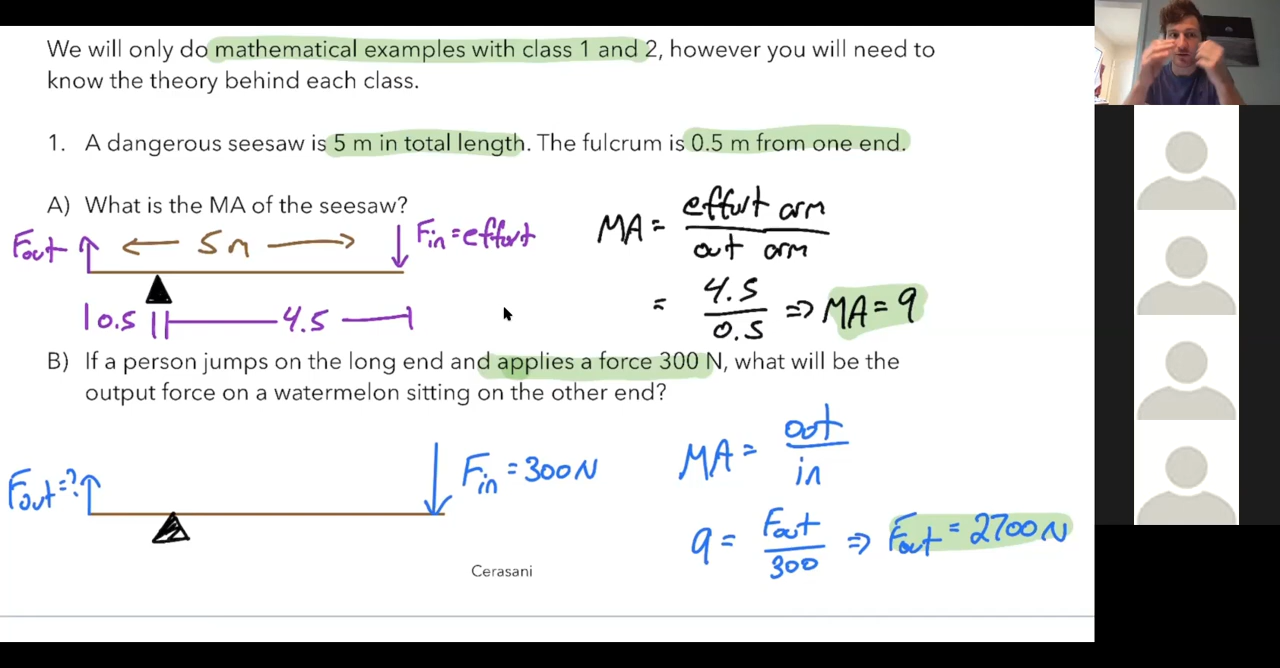 We will only do mathematical examples with class 1 and 2, however you will need to
know the theory behind each class.
1. A dangerous seesaw is 5 m in total length. The fulcrum is 0.5 m from one end.
A) What is the MA of the seesaw?
Fout
5m
Fin = effort
MA = effort arm
out arm
0.5
4.5
= 4.5
0.5
=> MA = 9
B) If a person jumps on the long end and applies a force 300 N, what will be the
output force on a watermelon sitting on the other end?
Fout = ?
Fin = 300N
MA = out
in
9 = Fout
300
=> Fout = 2700 N
Cerasani